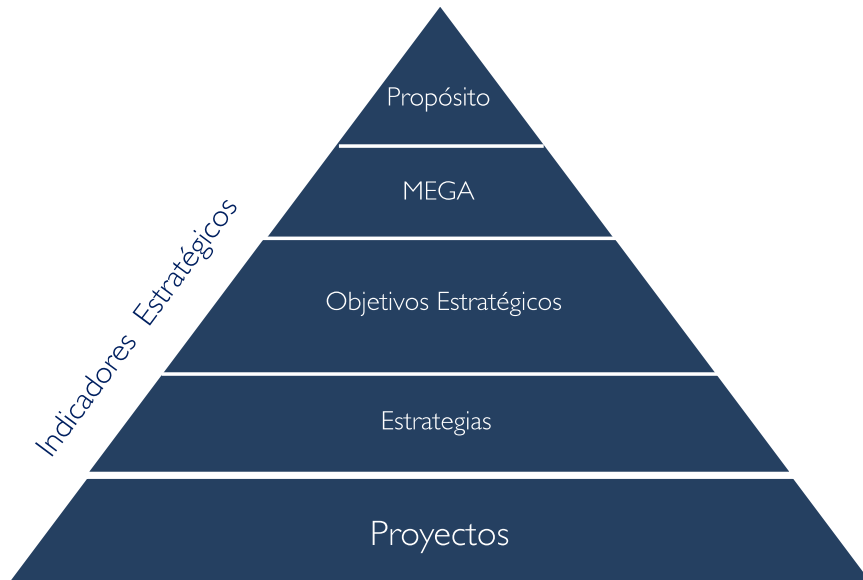 Propósito
MEGA
Indicadores Estratégicos
Objetivos Estratégicos
Estrategias
Proyectos